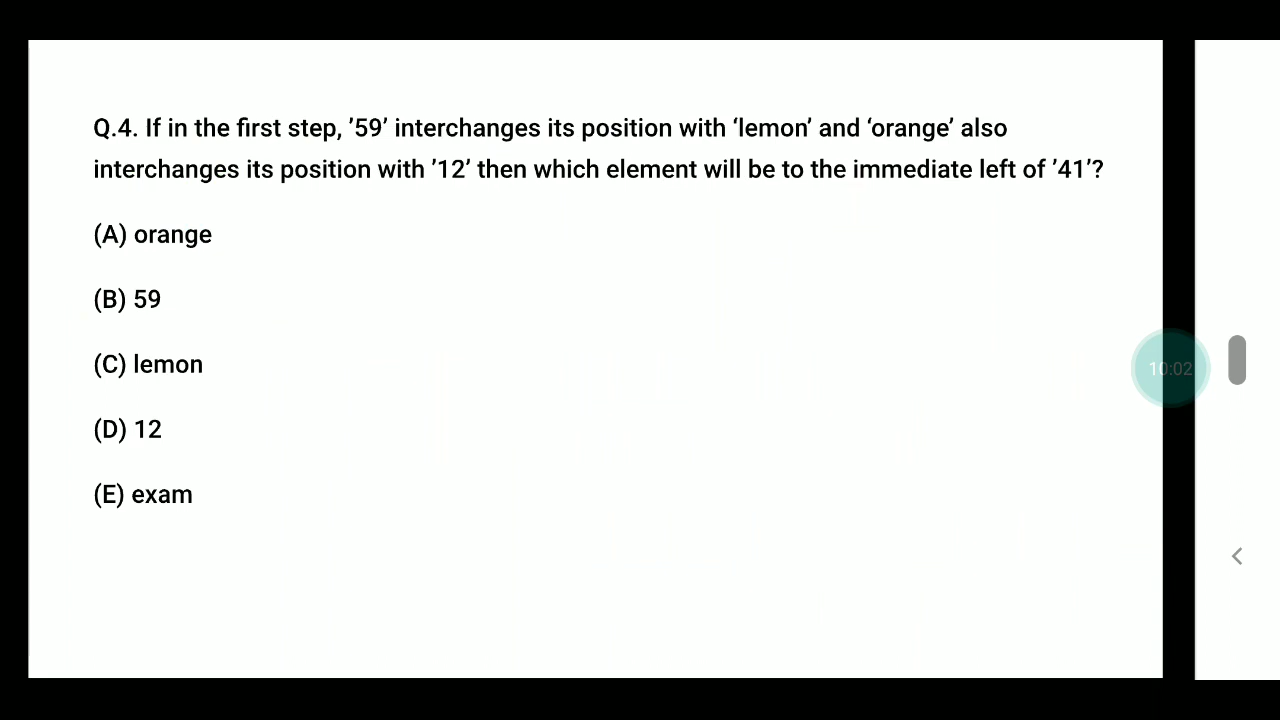 Q.4. If in the first step, ’59’ interchanges its position with ‘lemon’ and ‘orange’ also
interchanges its position with ’12’ then which element will be to the immediate left of ’41’?
(A) orange
(B) 59
(C) lemon
10:02
(D) 12
(E) exam